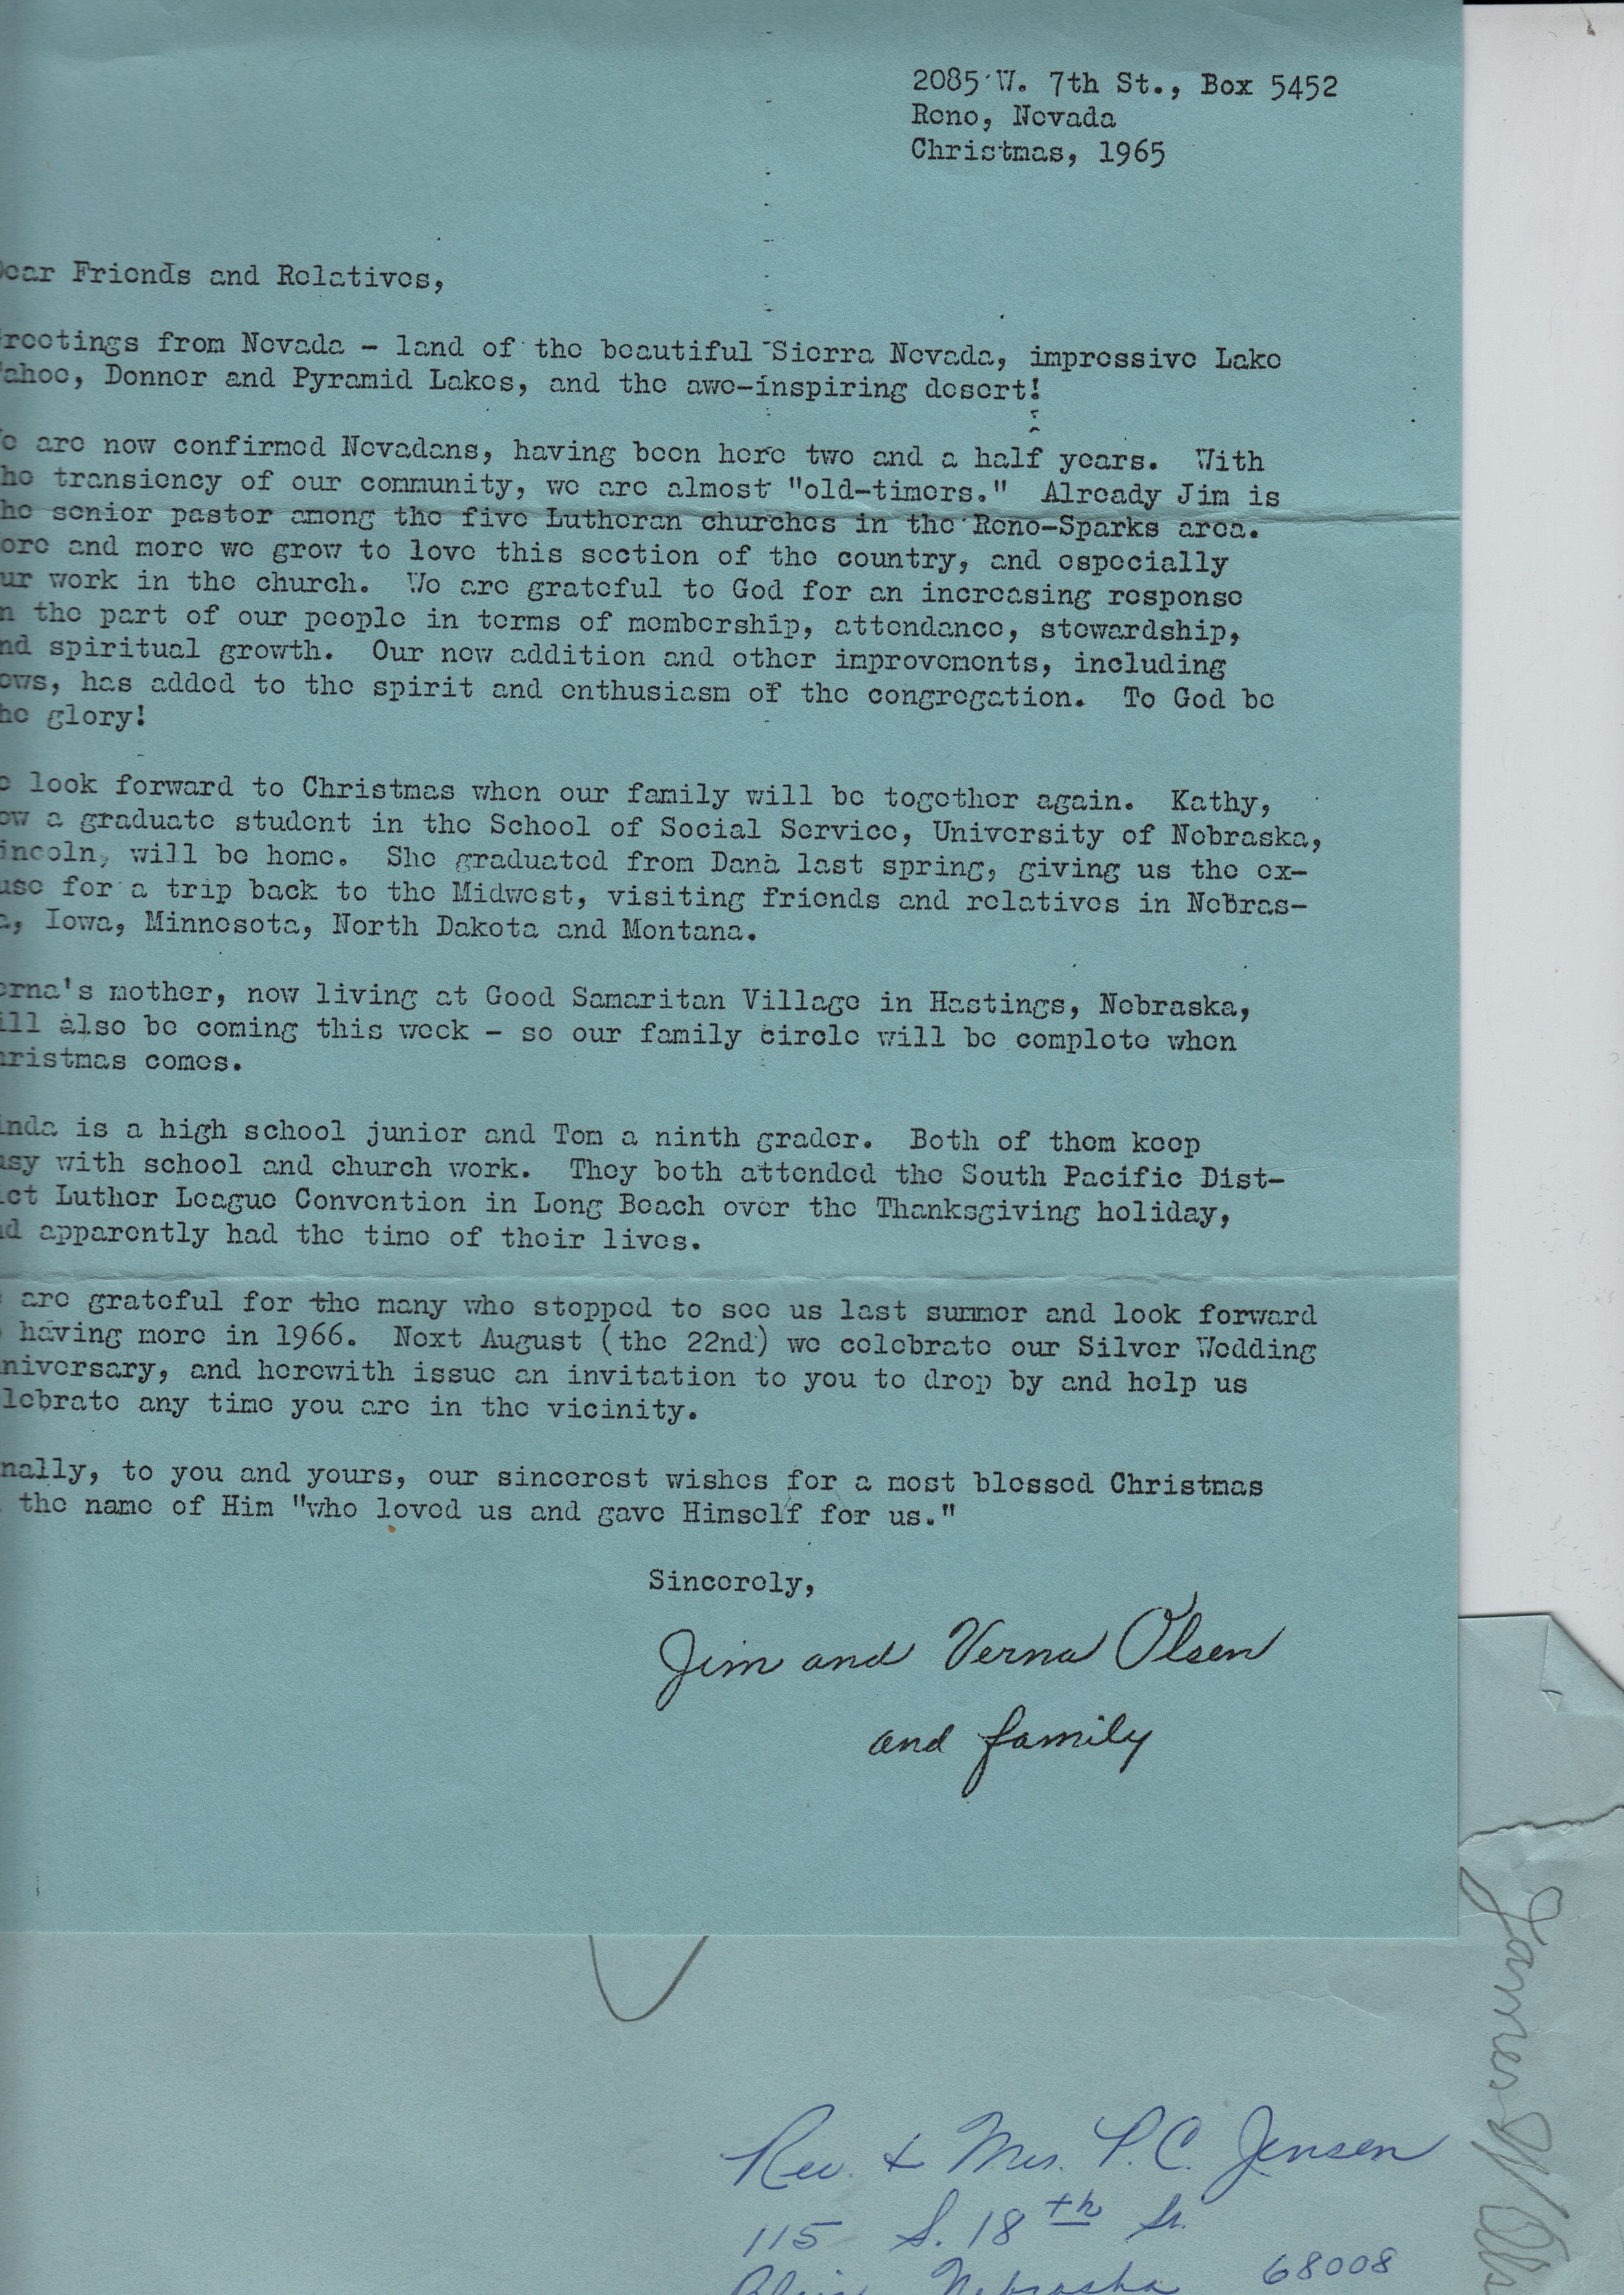 2085 W. 7th St., Box 5452
Reno, Nevada
Christmas, 1965
ear Friends and Relatives,
reetings from Nevada - land of the beautiful Sierra Nevada, impressive Lake
ahoe, Donner and Pyramid Lakes, and the awe-inspiring desert!
e are now confirmed Nevadans, having been here two and a half years. With
he transiency of our community, we are almost "old-timers." Already Jim is
he senior pastor among the five Lutheran churches in the Reno-Sparks area.
ore and more we grow to love this section of the country, and especially
ur work in the church. We are grateful to God for an increasing response
n the part of our people in terms of membership, attendance, stewardship,
nd spiritual growth. Our new addition and other improvements, including
ews, has added to the spirit and enthusiasm of the congregation. To God be
he glory!
e look forward to Christmas when our family will be together again. Kathy,
ow a graduate student in the School of Social Service, University of Nebraska,
incoln, will be home. She graduated from Dana last spring, giving us the ex-
use for a trip back to the Midwest, visiting friends and relatives in Nebras-
a, Iowa, Minnesota, North Dakota and Montana.
erna's mother, now living at Good Samaritan Village in Hastings, Nebraska,
ill also be coming this week - so our family circle will be complete when
hristmas comes.
inda is a high school junior and Tom a ninth grader. Both of them keep
usy with school and church work. They both attended the South Pacific Dist-
ict Luther League Convention in Long Beach over the Thanksgiving holiday,
nd apparently had the time of their lives.
e are grateful for the many who stopped to see us last summer and look forward
o having more in 1966. Next August (the 22nd) we celebrate our Silver Wedding
niversary, and herewith issue an invitation to you to drop by and help us
lebrate any time you are in the vicinity.
nally, to you and yours, our sincerest wishes for a most blessed Christmas
the name of Him "who loved us and gave Himself for us."
Sincerely,
Jim and Verna Olsen
and family
James W Ols
Rev. & Mrs. P.C. Jensen
115 S. 18th St.
Blair Nebraska 68008